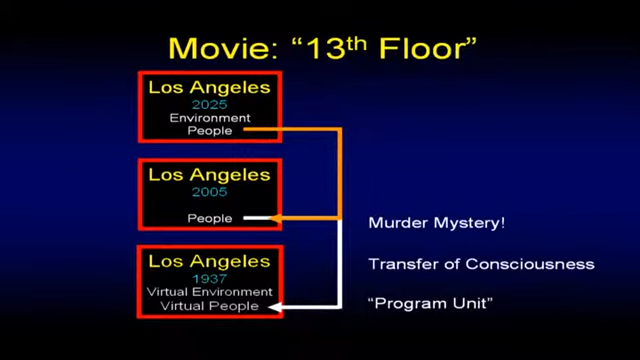 Movie: “13th Floor”
Los Angeles
2025
Environment
People
Los Angeles
2005
People
Los Angeles
1937
Virtual Environment
Virtual People
Murder Mystery!
Transfer of Consciousness
“Program Unit”